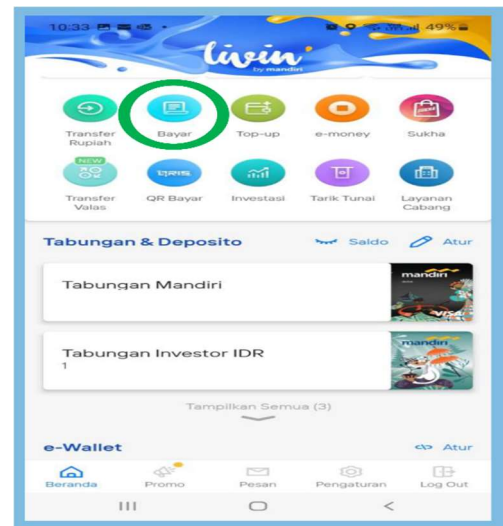 10:33 49%
livin'
by mandiri
Transfer Rupiah
Bayar
Top-up
e-money
Sukha
NEW
Transfer Valas
QRIS
QR Bayar
Investasi
Tarik Tunai
Layanan Cabang
Tabungan & Deposito Saldo Atur
Tabungan Mandiri
mandiri
VISA
Tabungan Investor IDR
1
mandiri
Tampilkan Semua (3)
e-Wallet Atur
Beranda Promo Pesan Pengaturan Log Out